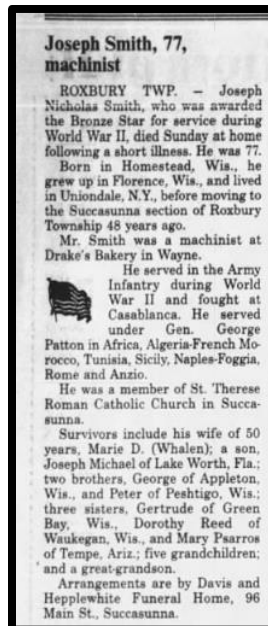 Joseph Smith, 77,
machinist
ROXBURY TWP. – Joseph
Nicholas Smith, who was awarded
the Bronze Star for service during
World War II, died Sunday at home
following a short illness. He was 77.
Born in Homestead, Wis., he
grew up in Florence, Wis., and lived
in Uniondale, N.Y., before moving to
the Succasunna section of Roxbury
Township 48 years ago.
Mr. Smith was a machinist at
Drake's Bakery in Wayne.
He served in the Army
Infantry during World
War II and fought at
Casablanca. He served
under Gen. George
Patton in Africa, Algeria-French Mo-
rocco, Tunisia, Sicily, Naples-Foggia,
Rome and Anzio.
He was a member of St. Therese
Roman Catholic Church in Succa-
sunna.
Survivors include his wife of 50
years, Marie D. (Whalen); a son,
Joseph Michael of Lake Worth, Fla.;
two brothers, George of Appleton,
Wis., and Peter of Peshtigo, Wis.;
three sisters, Gertrude of Green
Bay, Wis., Dorothy Reed of
Waukegan, Wis., and Mary Psarros
of Tempe, Ariz.; five grandchildren;
and a great-grandson.
Arrangements are by Davis and
Hepplewhite Funeral Home, 96
Main St., Succasunna.